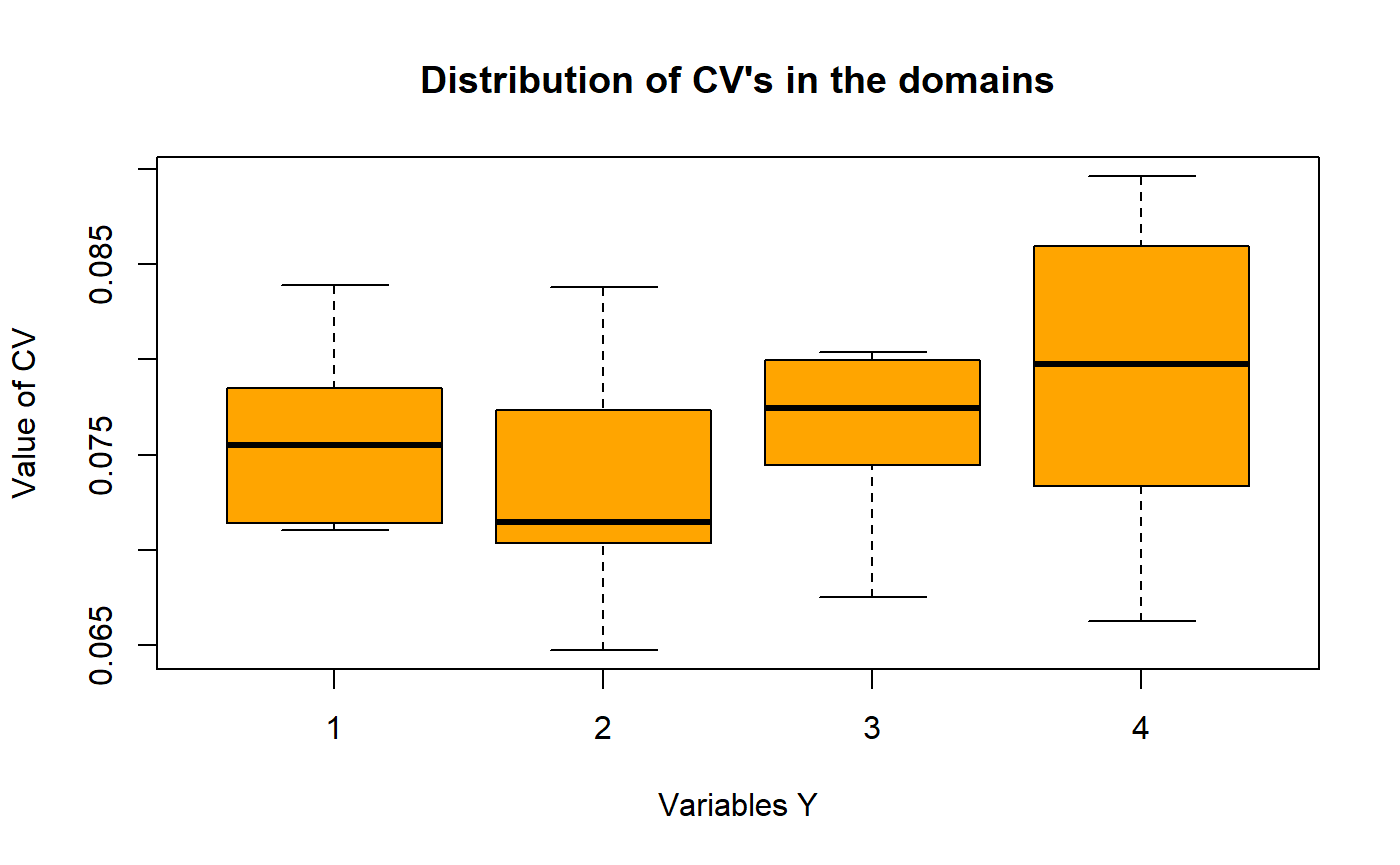 Distribution of CV's in the domains
Value of CV
0.085
0.075
0.065
1 2 3 4
Variables Y